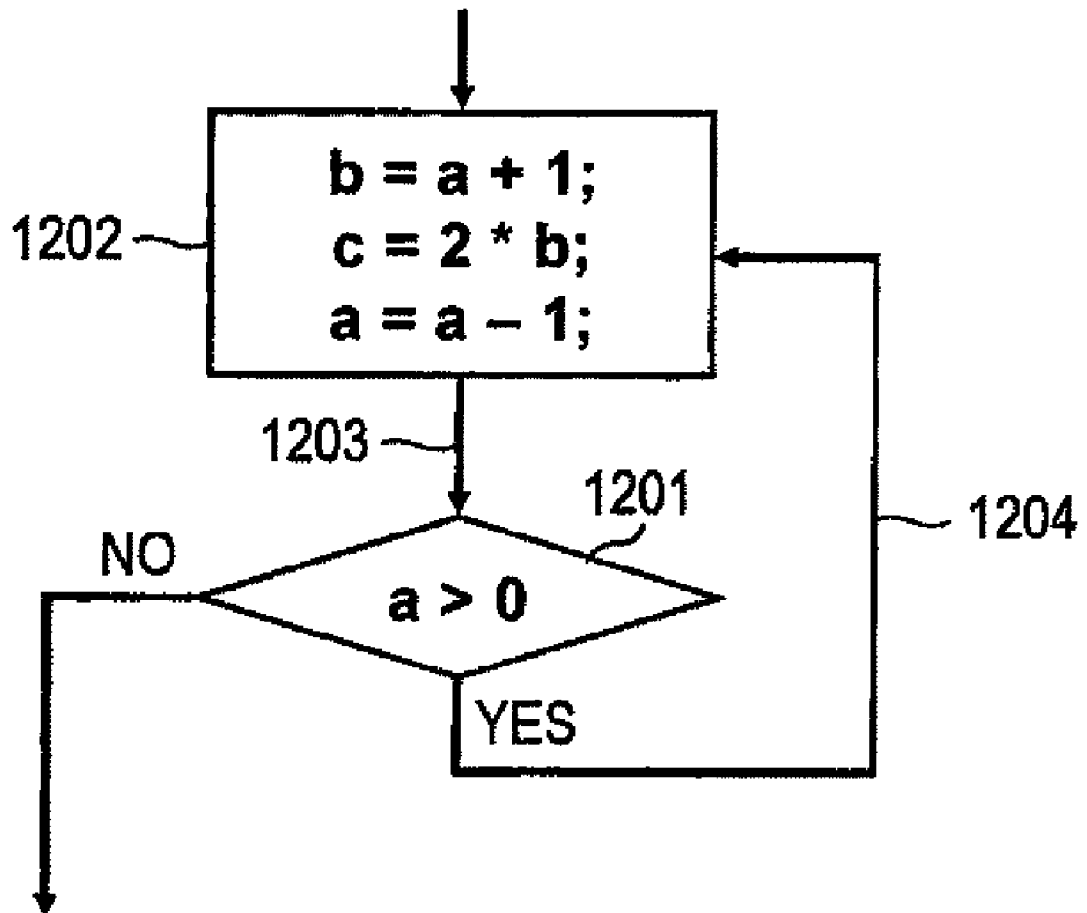 b = a + 1;
1202
c = 2 * b;
a = a – 1;
1203
1201
1204
NO
a > 0
YES